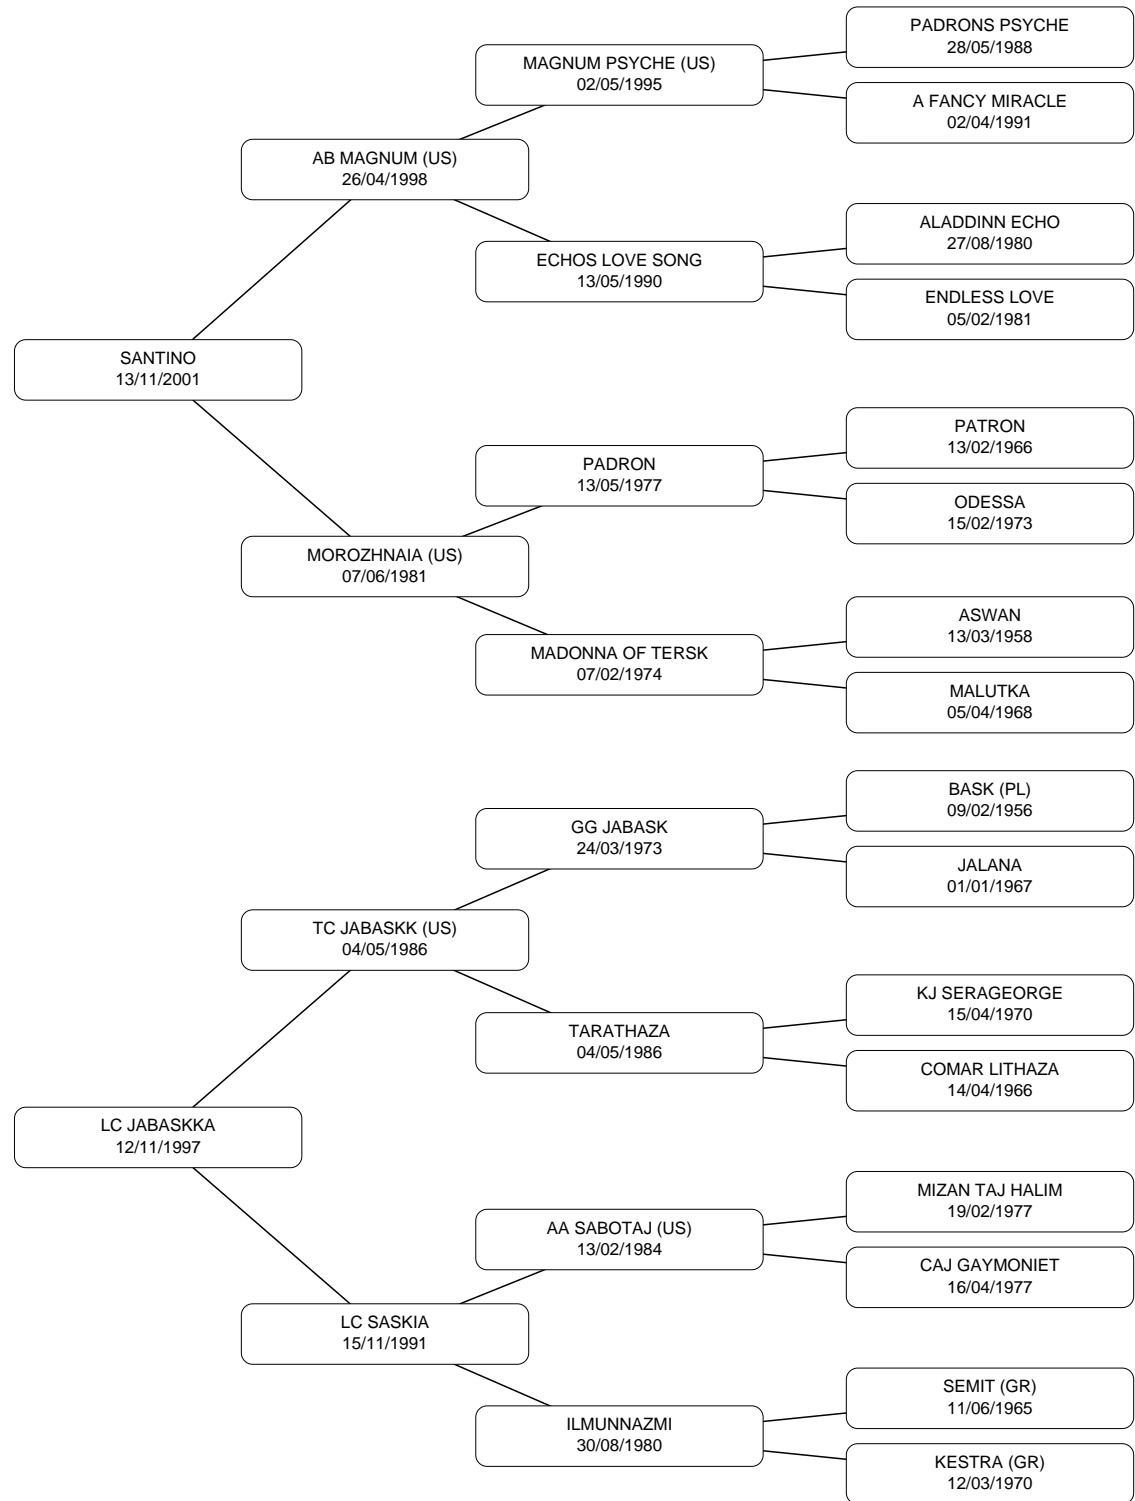 PADRONS PSYCHE
28/05/1988
MAGNUM PSYCHE (US)
02/05/1995
A FANCY MIRACLE
02/04/1991
AB MAGNUM (US)
26/04/1998
ALADDINN ECHO
27/08/1980
ECHOS LOVE SONG
13/05/1990
ENDLESS LOVE
05/02/1981
SANTINO
13/11/2001
PATRON
13/02/1966
PADRON
13/05/1977
ODESSA
15/02/1973
MOROZHNAIA (US)
07/06/1981
ASWAN
13/03/1958
MADONNA OF TERSK
07/02/1974
MALUTKA
05/04/1968
BASK (PL)
09/02/1956
GG JABASK
24/03/1973
JALANA
01/01/1967
TC JABASKK (US)
04/05/1986
KJ SERAGEORGE
15/04/1970
TARATHAZA
04/05/1986
COMAR LITHAZA
14/04/1966
LC JABASKKA
12/11/1997
MIZAN TAJ HALIM
19/02/1977
AA SABOTAJ (US)
13/02/1984
CAJ GAYMONIET
16/04/1977
LC SASKIA
15/11/1991
SEMIT (GR)
11/06/1965
ILMUNNAZMI
30/08/1980
KESTRA (GR)
12/03/1970